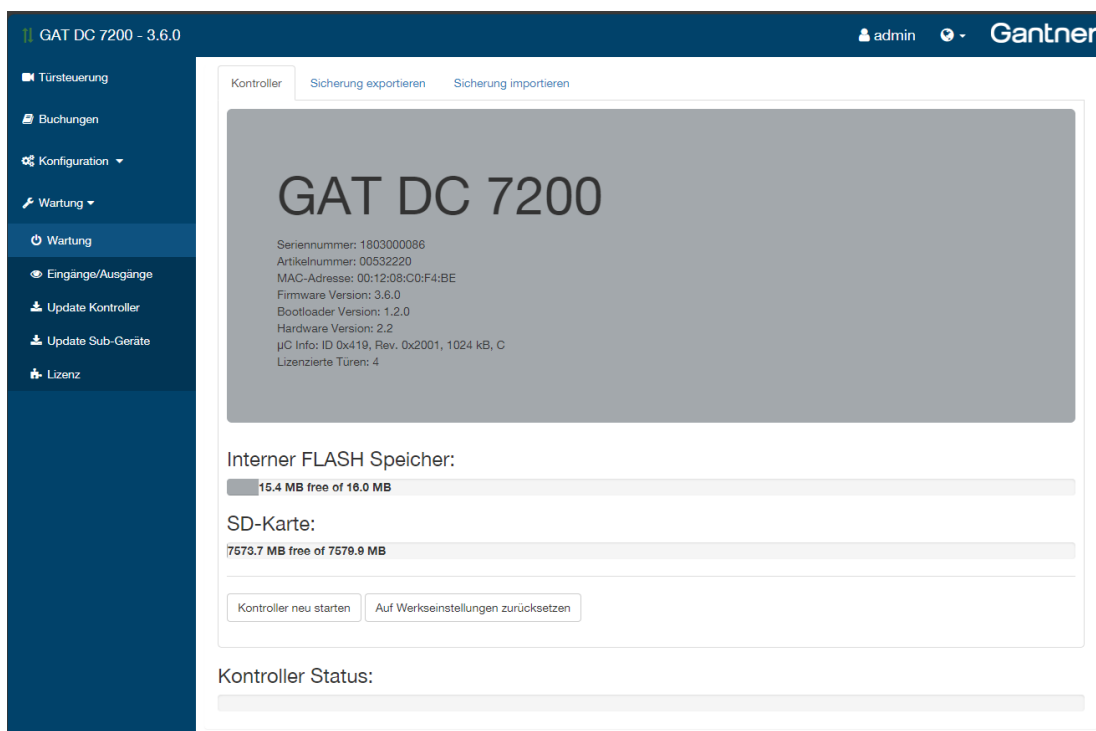 GAT DC 7200 - 3.6.0
admin
Gantner
Türsteuerung
Buchungen
Konfiguration
Wartung
Wartung
Eingänge/Ausgänge
Update Kontroller
Update Sub-Geräte
Lizenz
Kontroller Sicherung exportieren Sicherung importieren
GAT DC 7200
Seriennummer: 1803000086
Artikelnummer: 00532220
MAC-Adresse: 00:12:08:C0:F4:BE
Firmware Version: 3.6.0
Bootloader Version: 1.2.0
Hardware Version: 2.2
µC Info: ID 0x419, Rev. 0x2001, 1024 kB, C
Lizenzierte Türen: 4
Interner FLASH Speicher:
15.4 MB free of 16.0 MB
SD-Karte:
7573.7 MB free of 7579.9 MB
Kontroller neu starten Auf Werkseinstellungen zurücksetzen
Kontroller Status: